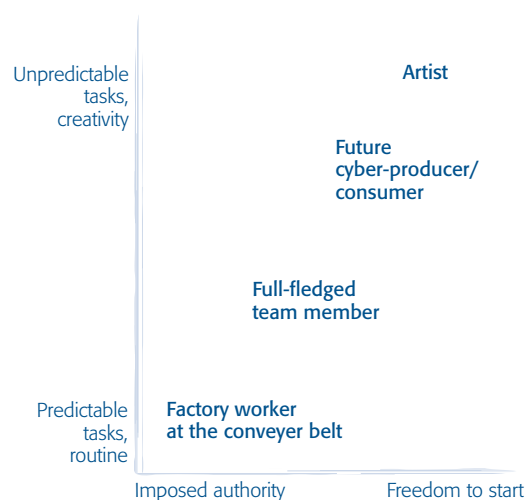 Unpredictable
tasks,
creativity
Artist
Future
cyber-producer/
consumer
Full-fledged
team member
Predictable
tasks,
routine
Factory worker
at the conveyer belt
Imposed authority
Freedom to start